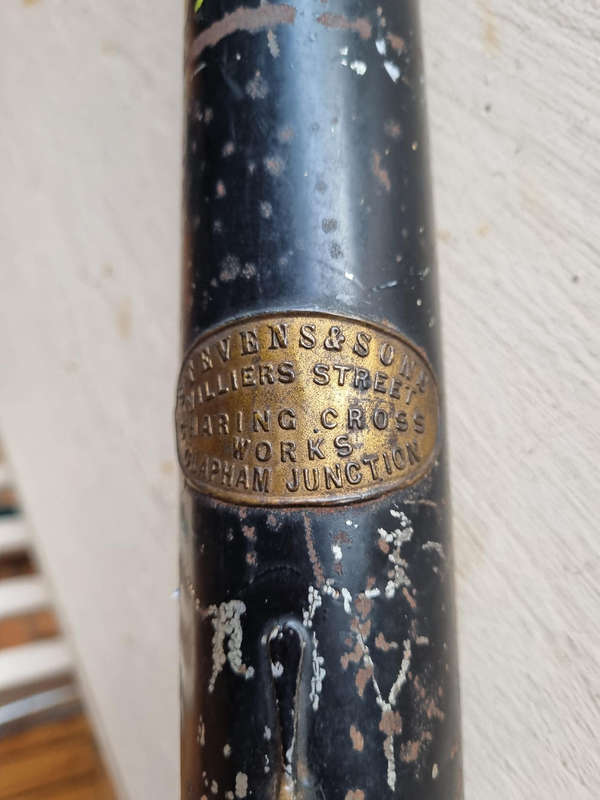 STEVENS & SONS
VILLIERS STREET
CHARING CROSS
WORKS
CLAPHAM JUNCTION